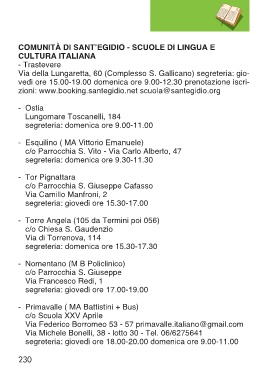 COMUNITÀ DI SANT'EGIDIO - SCUOLE DI LINGUA E
CULTURA ITALIANA
- Trastevere
Via della Lungaretta, 60 (Complesso S. Gallicano) segreteria: gio-
vedì ore 15.00-19.00 domenica ore 9.00-12.30 prenotazione iscri-
zioni: www.booking.santegidio.net scuola@santegidio.org
- Ostia
Lungomare Toscanelli, 184
segreteria: domenica ore 9.00-11.00
- Esquilino ( MA Vittorio Emanuele)
c/o Parrocchia S. Vito - Via Carlo Alberto, 47
segreteria: domenica ore 9.30-11.30
- Tor Pignattara
c/o Parrocchia S. Giuseppe Cafasso
Via Camillo Manfroni, 2
segreteria: giovedì ore 15.30-17.00
- Torre Angela (105 da Termini poi 056)
c/o Chiesa S. Gaudenzio
Via di Torrenova, 114
segreteria: domenica ore 15.30-17.30
- Nomentano (M B Policlinico)
c/o Parrocchia S. Giuseppe
Via Francesco Redi, 1
segreteria: giovedì ore 17.00-19.00
- Primavalle ( MA Battistini + Bus)
c/o Scuola XXV Aprile
Via Federico Borromeo 53 - 57 primavalle.italiano@gmail.com
Via Michele Bonelli, 38 - lotto 30 - Tel. 06/6275641
segreteria: giovedì ore 18.00-20.00 domenica ore 9.00-11.00
230